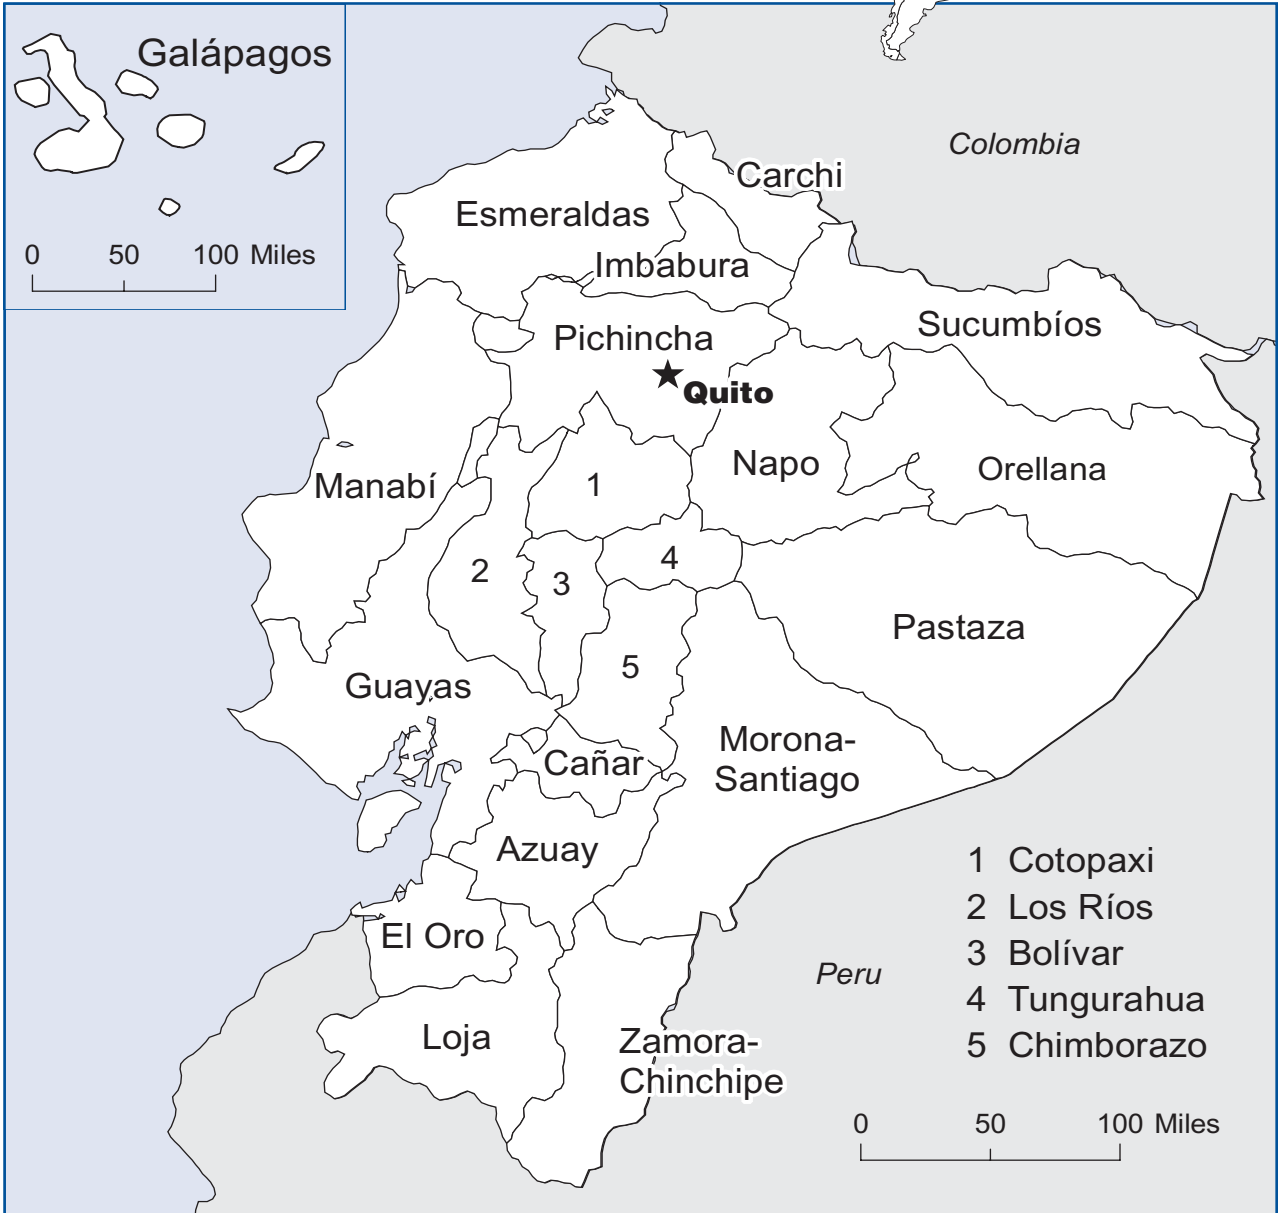 Galápagos
0 50 100 Miles
Colombia
Carchi
Esmeraldas
Imbabura
Sucumbíos
Pichincha
Quito
Napo
Orellana
Manabí
1
2
3
4
5
Pastaza
Guayas
Morona-
Santiago
Cañar
Azuay
El Oro
Loja
Zamora-
Chinchipe
Peru
1 Cotopaxi
2 Los Ríos
3 Bolívar
4 Tungurahua
5 Chimborazo
0 50 100 Miles